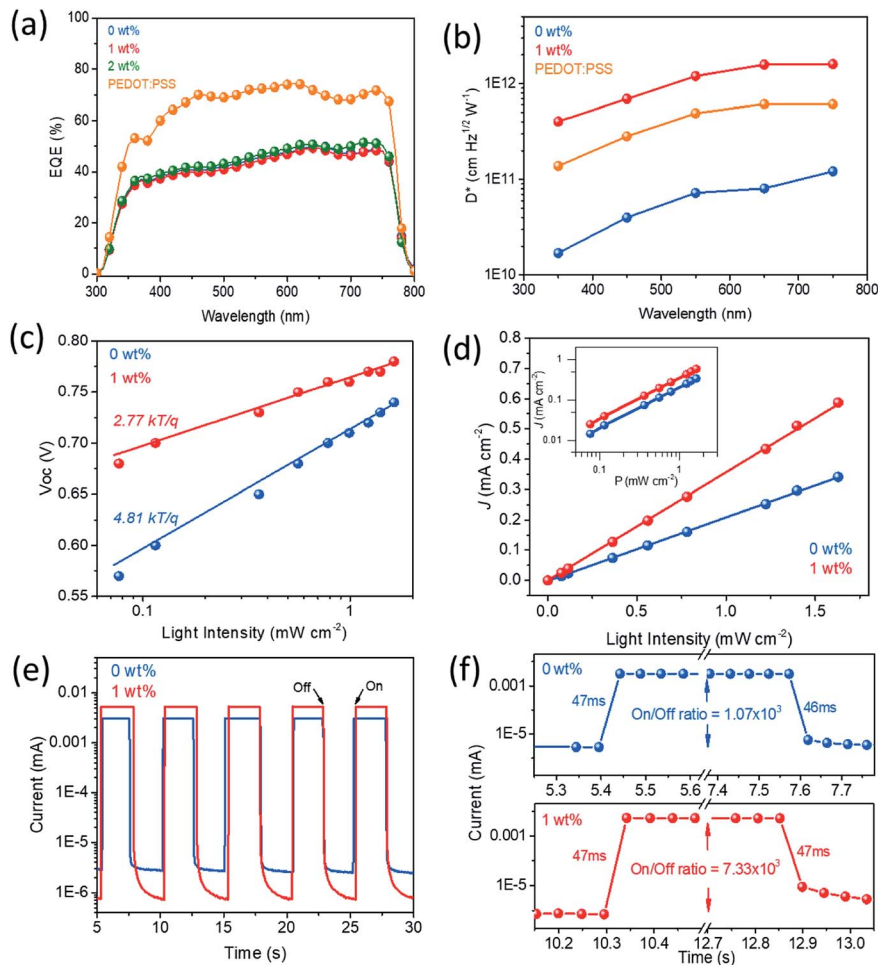 (a)
0 wt%
1 wt%
2 wt%
PEDOT:PSS
EQE (%)
100
80
60
40
20
0
300 400 500 600 700 800
Wavelength (nm)
(b)
0 wt%
1 wt%
PEDOT:PSS
D* (cm Hz1/2 W-1)
1E12
1E11
1E10
300 400 500 600 700 800
Wavelength (nm)
(c)
0 wt%
1 wt%
2.77 kT/q
4.81 kT/q
Voc (V)
0.80
0.75
0.70
0.65
0.60
0.55
0.1 1
Light Intensity (mW cm-2)
(d)
J (mA cm-2)
0.8
0.7
0.6
0.5
0.4
0.3
0.2
0.1
0.0
J (mA cm-2)
1
0.1
0.01
0.1 1
P (mW cm-2)
0 wt%
1 wt%
0.0 0.5 1.0 1.5
Light Intensity (mW cm-2)
(e)
0 wt%
1 wt%
Off On
Current (mA)
0.01
0.001
1E-4
1E-5
1E-6
5 10 15 20 25 30
Time (s)
(f)
0 wt%
0.001
1E-5
47ms
On/Off ratio = 1.07x103
46ms
5.3 5.4 5.5 5.6 7.4 7.5 7.6 7.7
Current (mA)
1 wt%
0.001
1E-5
47ms
On/Off ratio = 7.33x103
47ms
10.2 10.4 12.7 12.8 12.9 13.0
Time (s)